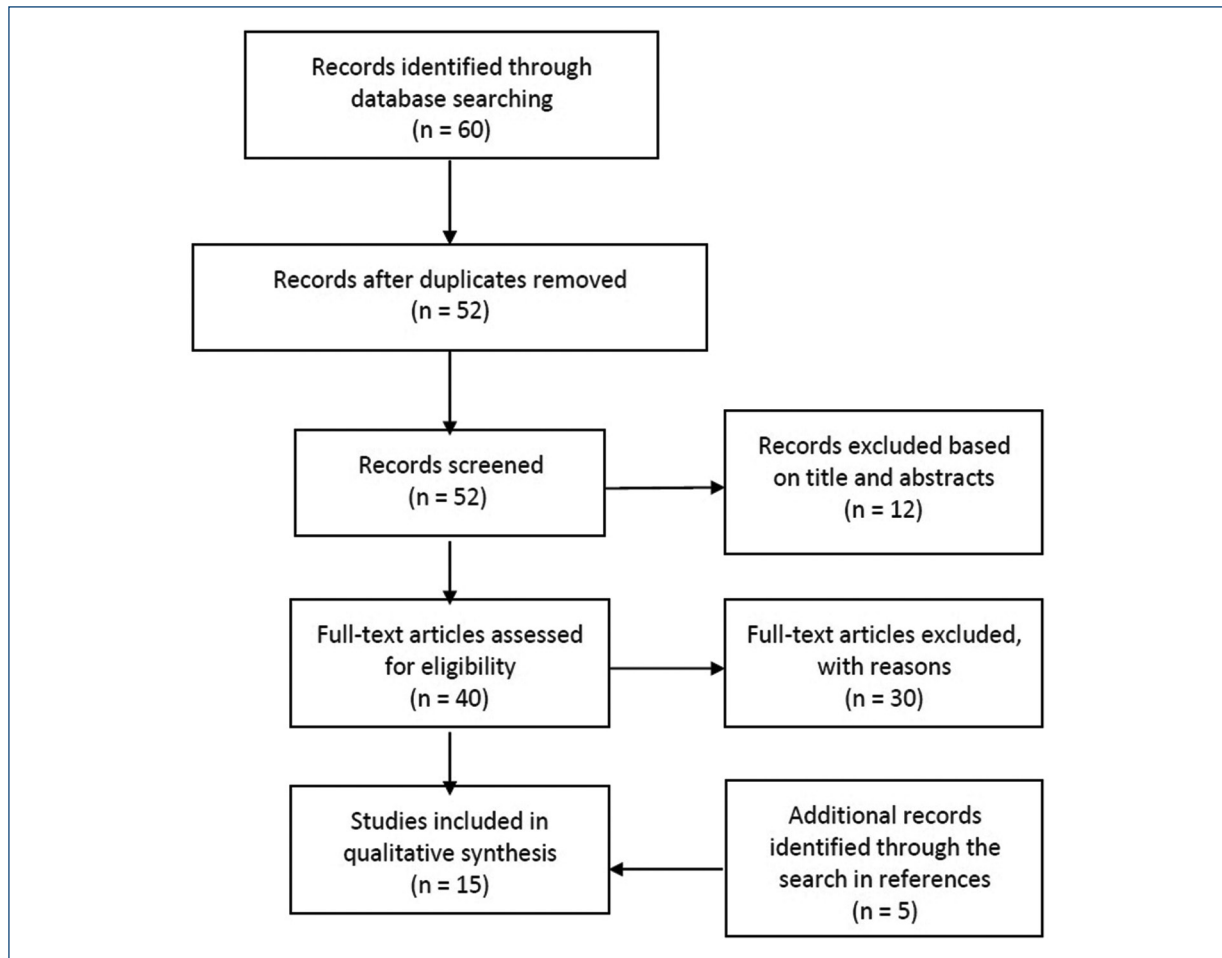 Records identified through
database searching
(n = 60)
Records after duplicates removed
(n = 52)
Records screened
(n = 52)
Records excluded based
on title and abstracts
(n = 12)
Full-text articles assessed
for eligibility
(n = 40)
Full-text articles excluded,
with reasons
(n = 30)
Studies included in
qualitative synthesis
(n = 15)
Additional records
identified through the
search in references
(n = 5)